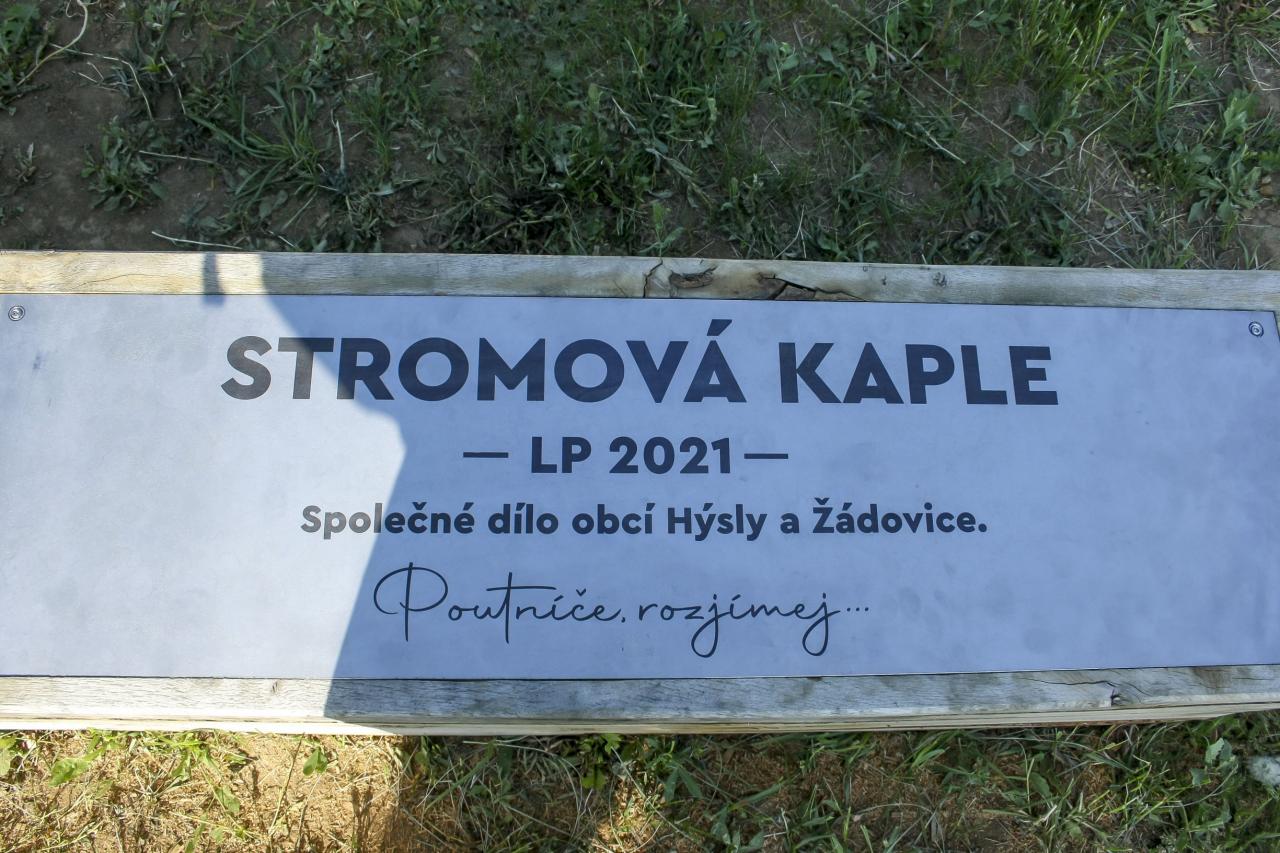 STROMOVÁ KAPLE
— LP 2021 —
Společné dílo obcí Hýsly a Žádovice.
Poutníče, rozjímej...